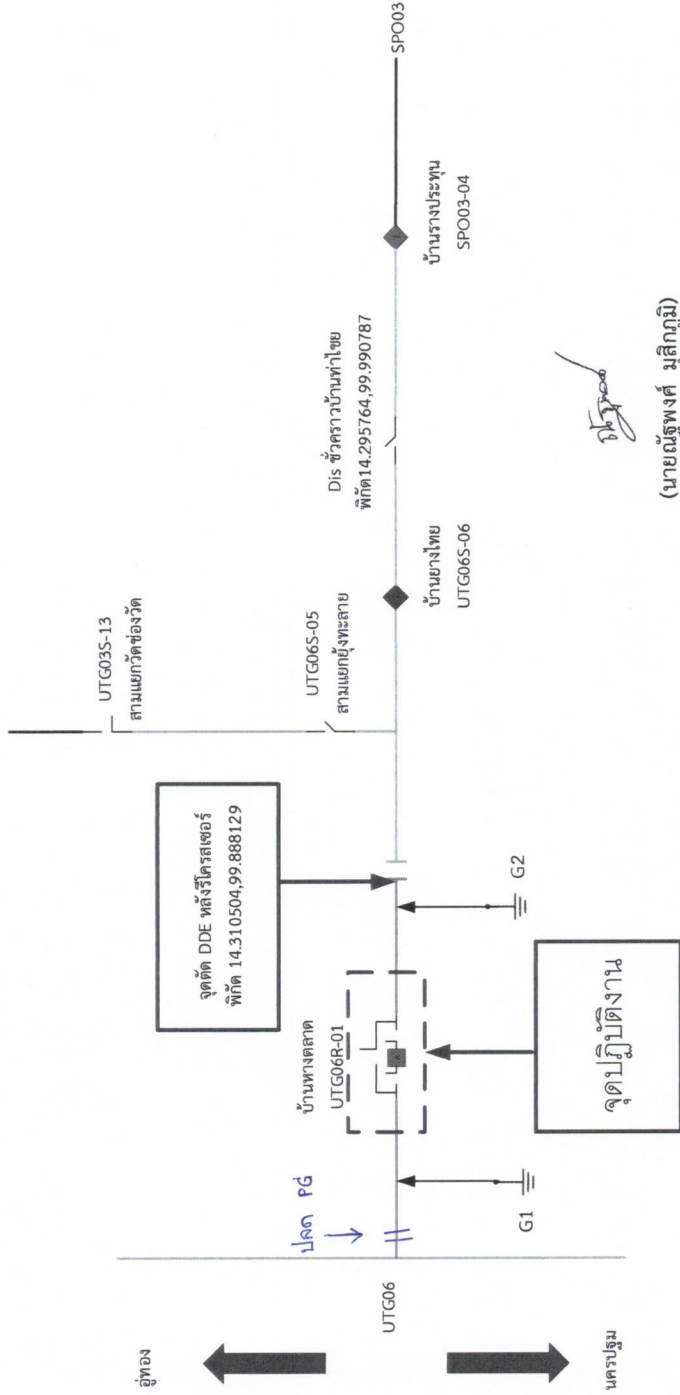 อู่ทอง
นครปฐม
UTG06
ปลด PG
G1
บ้านหางตลาด
UTG06R-01
จุดปฏิบัติงาน
จุดตัด DDE หลังรีโครสเซอร์
พิกัด 14.310504,99.888129
G2
UTG03S-13
สามแยกวัดช่องวัด
UTG06S-05
สามแยกยุ้งทะลาย
บ้านยางไทย
UTG06S-06
Dis ชั่วคราวบ้านท่าไชย
พิกัด14.295764,99.990787
บ้านรางประทุน
SPO03-04
SPO03
(นายณัฐพงศ์ มุสิกภูมิ)